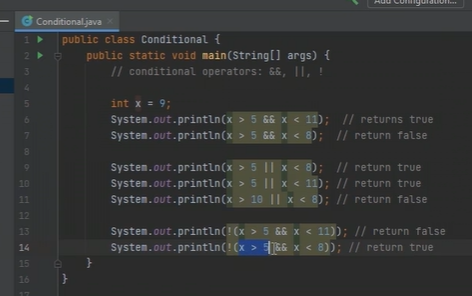 Add Configuration...
Conditional.java
1 public class Conditional {
2 public static void main(String[] args) {
3 // conditional operators: &&, ||, !
4
5 int x = 9;
6 System.out.println(x > 5 && x < 11); // returns true
7 System.out.println(x > 5 && x < 8); // return false
8
9 System.out.println(x > 5 || x < 8); // return true
10 System.out.println(x > 5 || x < 11); // return true
11 System.out.println(x > 10 || x < 8); // return false
12
13 System.out.println(!(x > 5 && x < 11)); // return false
14 System.out.println(!(x > 5 && x < 8)); // return true
15 }
16 }
17